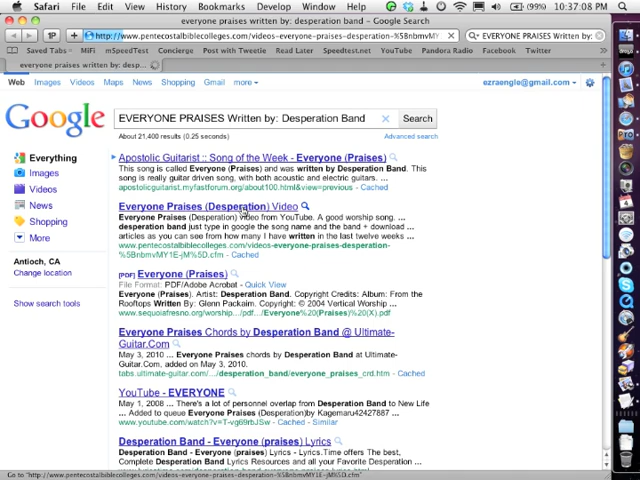 Safari File Edit View History Bookmarks Develop Window Help (99%) 10:37:08 PM
everyone praises written by: desperation band – Google Search
1P http://www.pentecostalbiblecolleges.com/videos-everyone-praises-desperation-%5BnbmvMY EVERYONE PRAISES Written by:
Saved Tabs MiFi mSpeedTest Concierge Post with Tweetie Read Later Speedtest.net YouTube Pandora Radio Facebook Twitter
everyone praises written by: desp...
Web Images Videos Maps News Shopping Gmail more ezraengle@gmail.com
Google EVERYONE PRAISES Written by: Desperation Band Search
About 21,400 results (0.25 seconds) Advanced search
Everything
Images
Videos
News
Shopping
More
Antioch, CA
Change location
Show search tools
Apostolic Guitarist :: Song of the Week - Everyone (Praises)
This song is called Everyone (Praises) and was written by Desperation Band. This
song is really guitar driven song, with both acoustic and electric guitars. ...
apostolicguitarist.myfastforum.org/about100.html&view=previous - Cached
Everyone Praises (Desperation) Video
Everyone Praises (Desperation) Video from YouTube. A good worship song. ...
desperation band just type in google the song name and the band + download ...
articles as you can see from how many I have written in the last twelve weeks ...
www.pentecostalbiblecolleges.com/videos-everyone-praises-desperation-
%5BnbmvMY1E-jM%5D.cfm - Cached
[PDF] Everyone (Praises)
File Format: PDF/Adobe Acrobat - Quick View
Everyone (Praises). Artist: Desperation Band. Copyright Credits: Album: From the
Rooftops Written By: Glenn Packaim. Copyright: © 2004 Vertical Worship ...
www.sequoiafresno.org/worship.../pdf.../Everyone%20(Praises)%20(X).pdf
Everyone Praises Chords by Desperation Band @ Ultimate-
Guitar.Com
May 3, 2010 ... Everyone Praises chords by Desperation Band at Ultimate-
Guitar.Com, added on May 3, 2010.
tabs.ultimate-guitar.com/.../desperation_band/everyone_praises_crd.htm - Cached
YouTube - EVERYONE
May 1, 2008 ... There's a lot of personnel overlap from Desperation Band to New Life
... Added to queue Everyone Praises (Desperation)by Kagemaru42427887 ...
www.youtube.com/watch?v=T-vg69rbJSw - Cached - Similar
Desperation Band - Everyone (praises) Lyrics
Desperation Band - Everyone (praises) Lyrics - Lyrics.Time offers The best,
Complete Desperation Band Lyrics Resources and all your Favorite Desperation ...
Go to "http://www.pentecostalbiblecolleges.com/videos-everyone-praises-desperation-%5BnbmvMY1E-jM%5D.cfm"